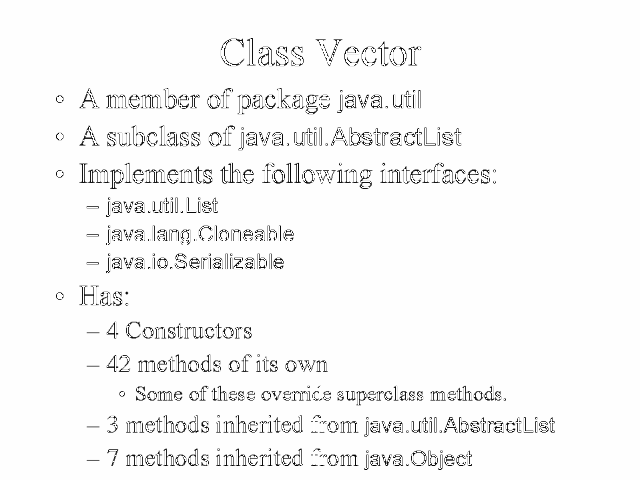 Class Vector
• A member of package java.util
• A subclass of java.util.AbstractList
• Implements the following interfaces:
– java.util.List
– java.lang.Cloneable
– java.io.Serializable
• Has:
– 4 Constructors
– 42 methods of its own
• Some of these override superclass methods.
– 3 methods inherited from java.util.AbstractList
– 7 methods inherited from java.Object